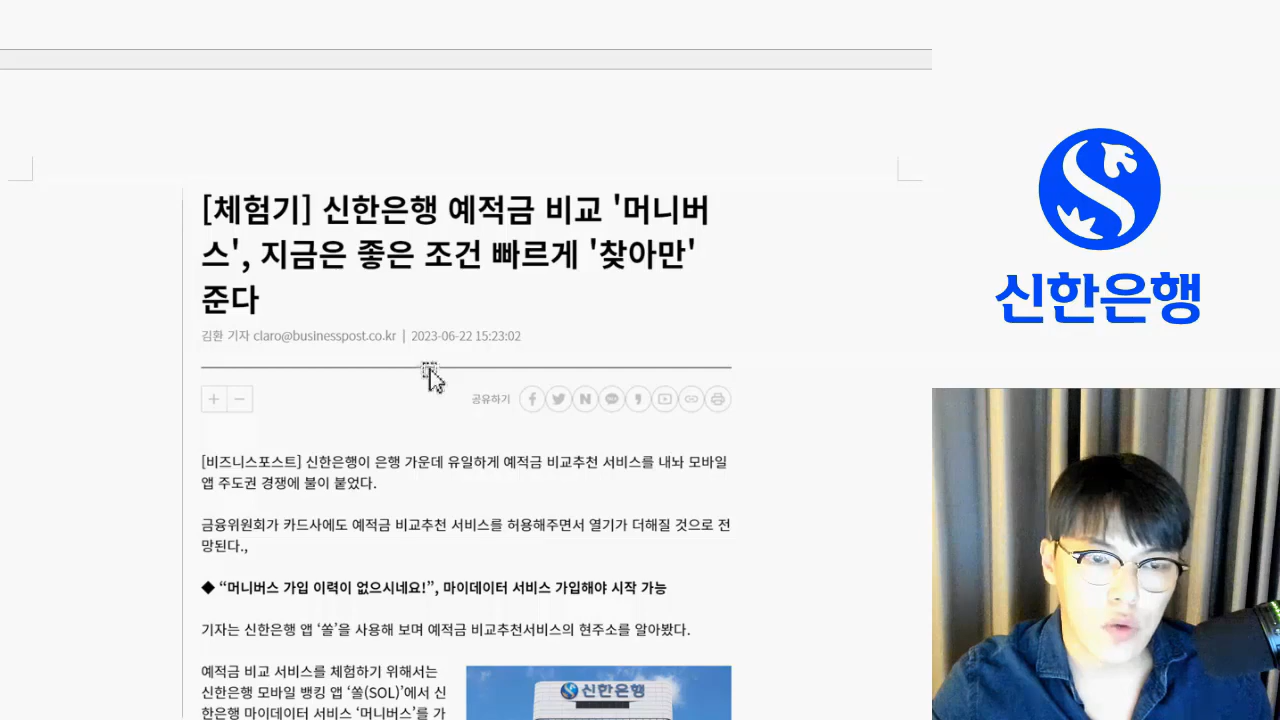 [체험기] 신한은행 예적금 비교 '머니버
스', 지금은 좋은 조건 빠르게 '찾아만'
준다
김환 기자 claro@businesspost.co.kr | 2023-06-22 15:23:02
+ −
공유하기
[비즈니스포스트] 신한은행이 은행 가운데 유일하게 예적금 비교추천 서비스를 내놔 모바일
앱 주도권 경쟁에 불이 붙었다.
금융위원회가 카드사에도 예적금 비교추천 서비스를 허용해주면서 열기가 더해질 것으로 전
망된다.,
◆ “머니버스 가입 이력이 없으시네요!”, 마이데이터 서비스 가입해야 시작 가능
기자는 신한은행 앱 ‘쏠’을 사용해 보며 예적금 비교추천서비스의 현주소를 알아봤다.
예적금 비교 서비스를 체험하기 위해서는
신한은행 모바일 뱅킹 앱 ‘쏠(SOL)’에서 신
한은행 마이데이터 서비스 ‘머니버스’를 가
신한은행
신한은행